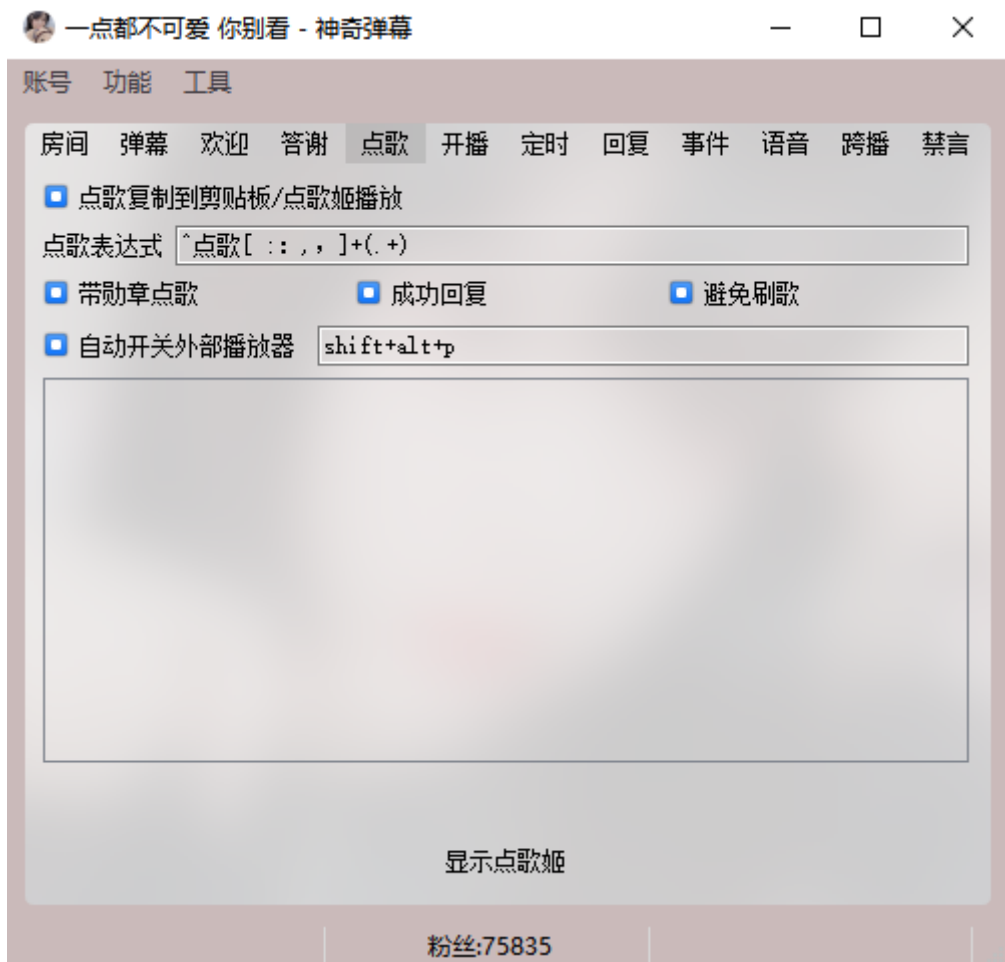 一点都不可爱 你别看 - 神奇弹幕
账号 功能 工具
房间 弹幕 欢迎 答谢 点歌 开播 定时 回复 事件 语音 跨播 禁言
点歌复制到剪贴板/点歌姬播放
点歌表达式 ^点歌[ :：,，]+(.+)
带勋章点歌 成功回复 避免刷歌
自动开关外部播放器 shift+alt+p
显示点歌姬
粉丝:75835